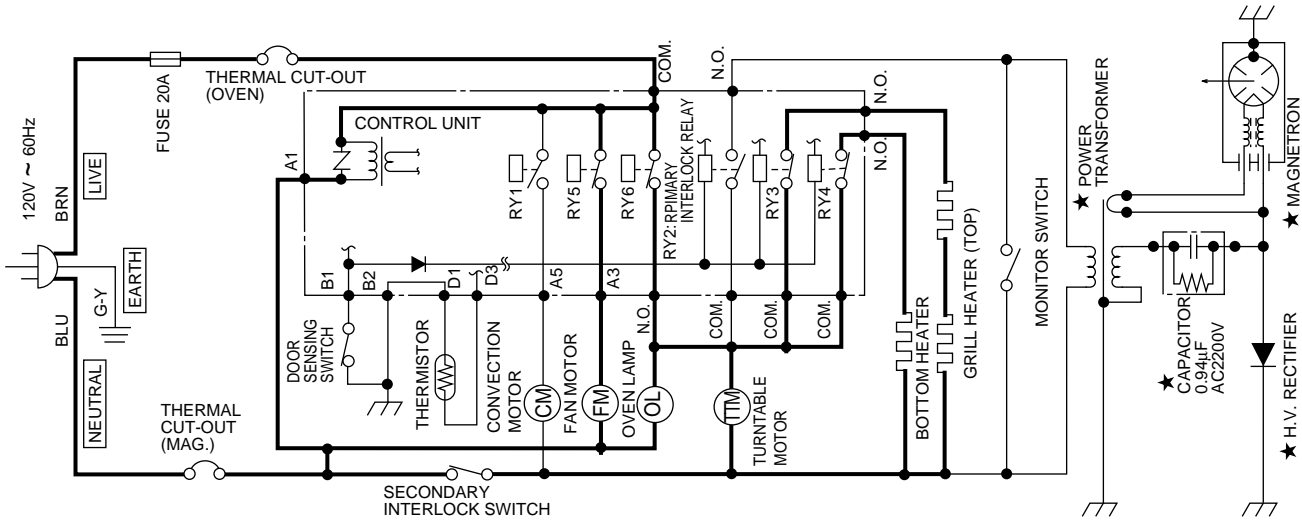 120V ~ 60Hz
BRN
LIVE
BLU
G-Y
EARTH
NEUTRAL
FUSE 20A
THERMAL CUT-OUT
(OVEN)
THERMAL
CUT-OUT
(MAG.)
SECONDARY
INTERLOCK SWITCH
A1
CONTROL UNIT
COM.
N.O.
N.O.
N.O.
RY1
RY5
RY6
RY2:RPIMARY
INTERLOCK RELAY
RY3
RY4
B1
B2
D1
D3
A5
A3
N.O.
COM.
COM.
COM.
DOOR
SENSING
SWITCH
THERMISTOR
CONVECTION
MOTOR
CM
FAN MOTOR
FM
OVEN LAMP
OL
TURNTABLE
MOTOR
TTM
BOTTOM HEATER
GRILL HEATER (TOP)
MONITOR SWITCH
★ POWER
TRANSFORMER
★ CAPACITOR
0.94µF
AC2200V
★ H.V. RECTIFIER
★ MAGNETRON